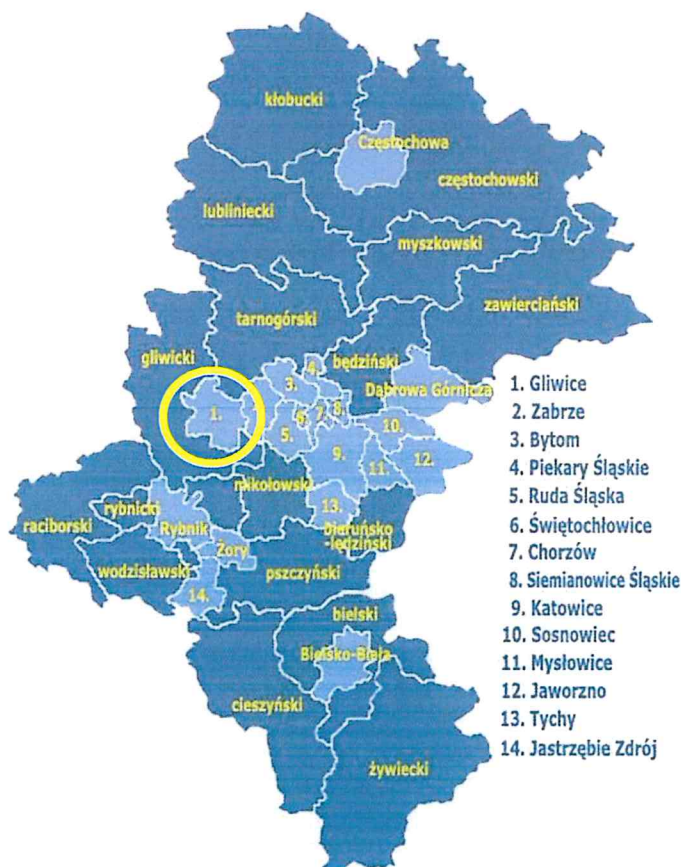 kłobucki
Częstochowa
częstochowski
lubliniecki
myszkowski
zawierciański
tarnogórski
gliwicki
będziński
Dąbrowa Górnicza
4.
3.
1.
6.
7.
8.
5.
10.
9.
11.
12.
mikołowski
13.
rybnicki
raciborski
Rybnik
bieruńsko
-lędziński
Żory
wodzisławski
pszczyński
14.
bielski
Bielsko-Biała
cieszyński
żywiecki
1. Gliwice
2. Zabrze
3. Bytom
4. Piekary Śląskie
5. Ruda Śląska
6. Świętochłowice
7. Chorzów
8. Siemianowice Śląskie
9. Katowice
10. Sosnowiec
11. Mysłowice
12. Jaworzno
13. Tychy
14. Jastrzębie Zdrój